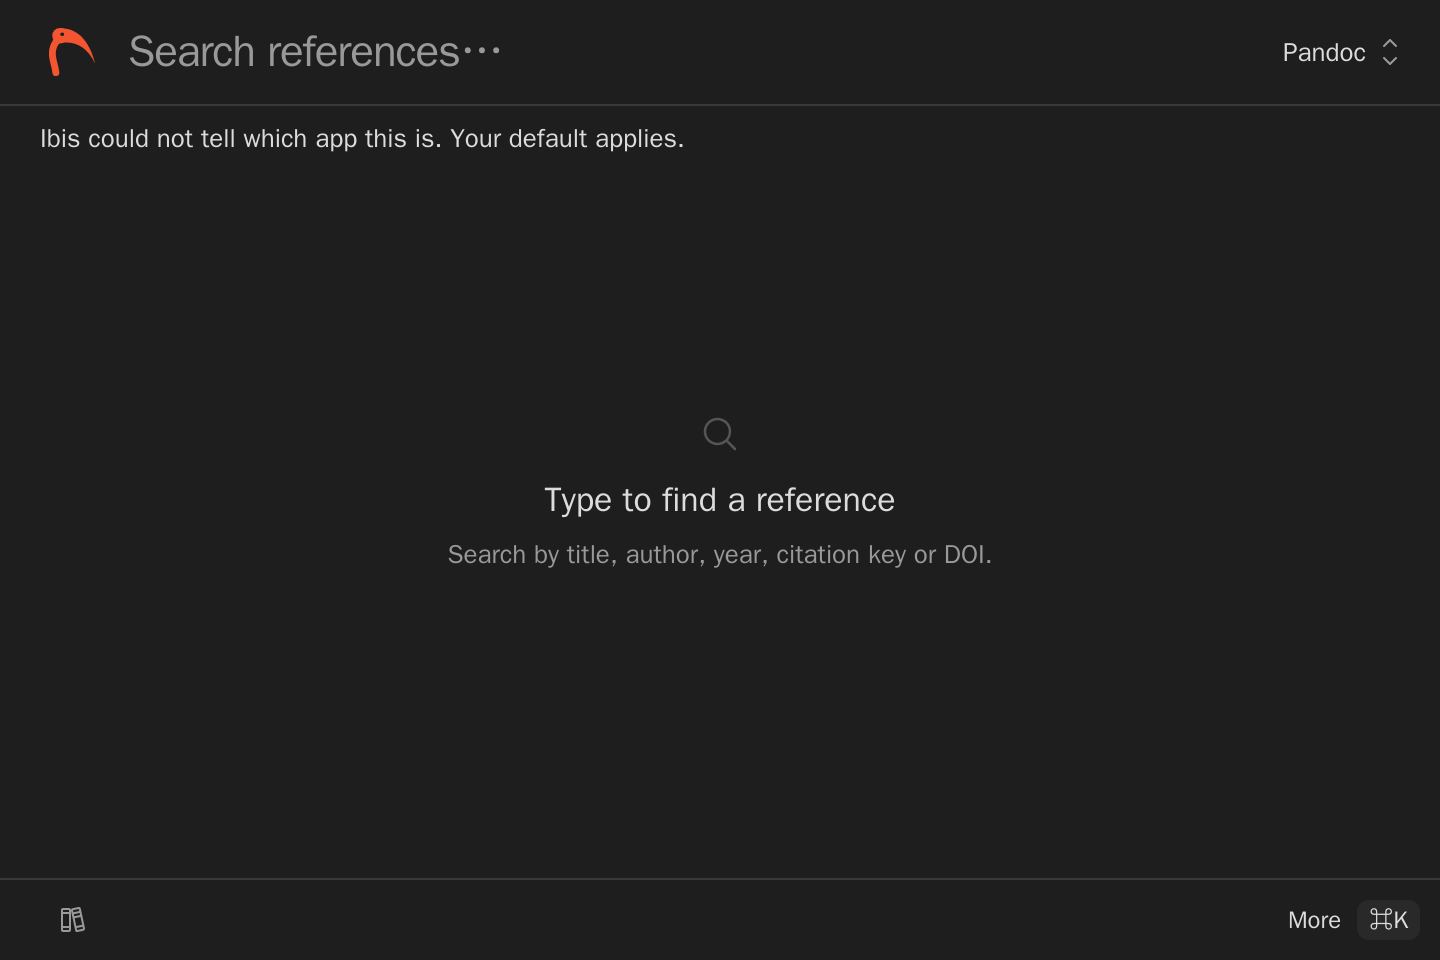 Search references…
Pandoc
Ibis could not tell which app this is. Your default applies.
Type to find a reference
Search by title, author, year, citation key or DOI.
More ⌘K